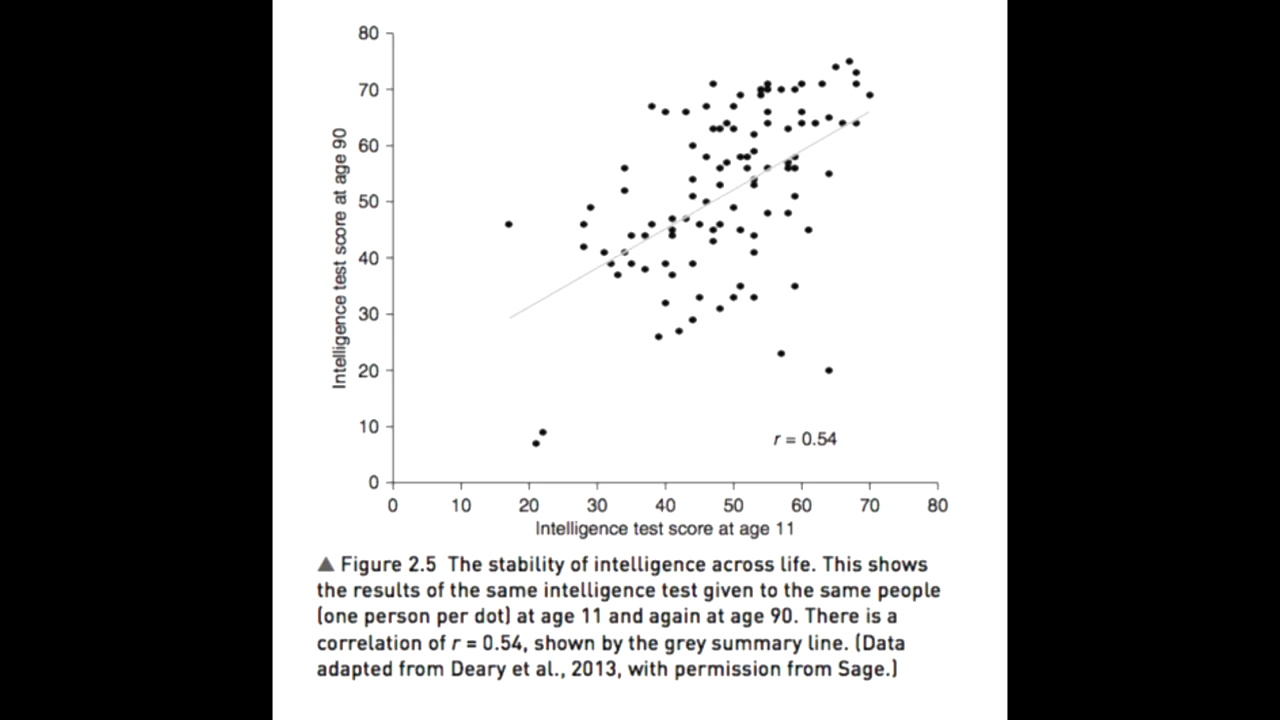 80
70
60
50
40
30
20
10
0
Intelligence test score at age 90
r = 0.54
0 10 20 30 40 50 60 70 80
Intelligence test score at age 11
▲ Figure 2.5 The stability of intelligence across life. This shows
the results of the same intelligence test given to the same people
(one person per dot) at age 11 and again at age 90. There is a
correlation of r = 0.54, shown by the grey summary line. (Data
adapted from Deary et al., 2013, with permission from Sage.)